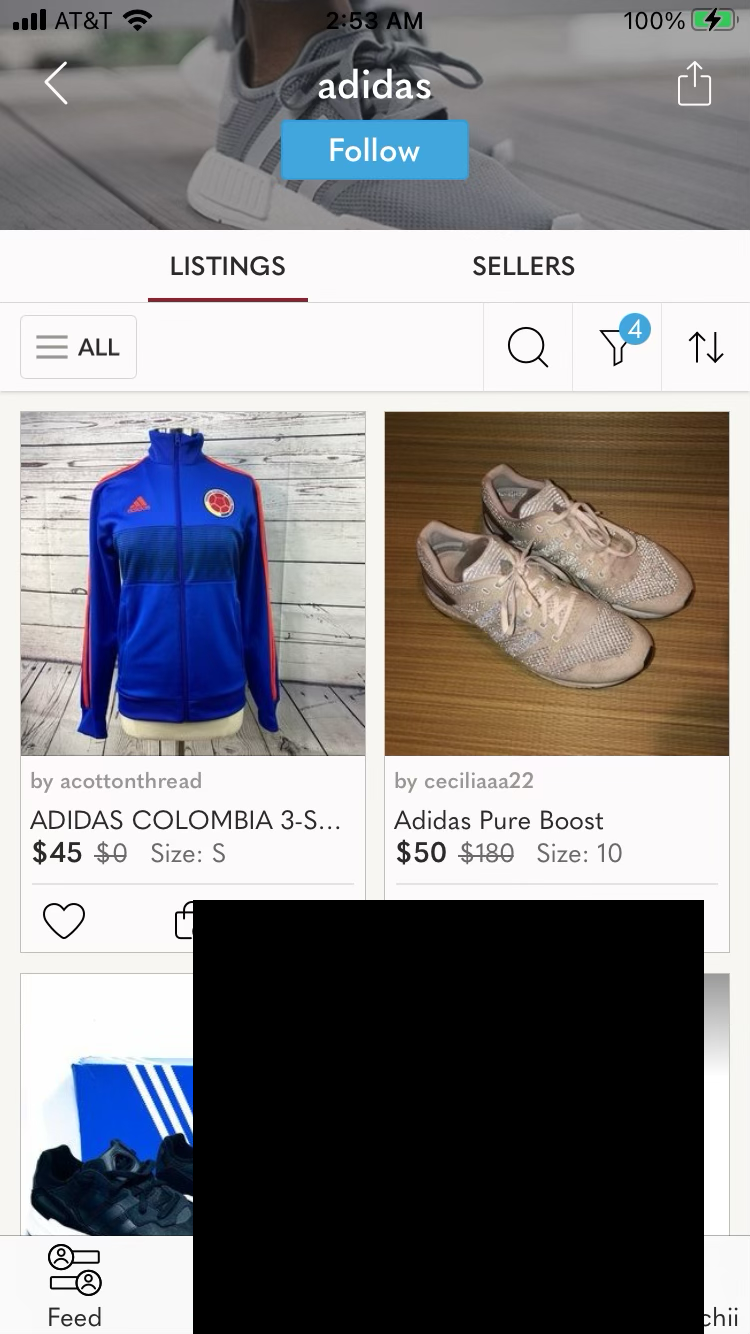 AT&T 2:53 AM 100%
adidas
Follow
LISTINGS SELLERS
ALL 4
by acottonthread
ADIDAS COLOMBIA 3-S...
$45 $0 Size: S
by ceciliaaa22
Adidas Pure Boost
$50 $180 Size: 10
Feed
chii